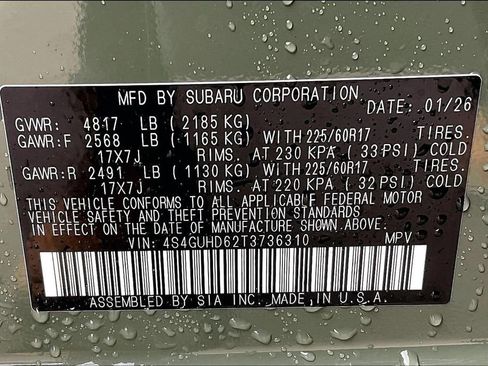 MFD BY SUBARU CORPORATION
DATE: .01/26
GVWR: 4817 LB (2185 KG)
GAWR:F 2568 LB (1165 KG) WITH 225/60R17 TIRES.
17X7J RIMS. AT 230 KPA (33 PSI) COLD
GAWR:R 2491 LB (1130 KG) WITH 225/60R17 TIRES.
17X7J RIMS. AT 220 KPA (32 PSI) COLD
THIS VEHICLE CONFORMS TO ALL APPLICABLE FEDERAL MOTOR
VEHICLE SAFETY AND THEFT PREVENTION STANDARDS
IN EFFECT ON THE DATE OF MANUFACTURE SHOWN ABOVE.
VIN: 4S4GUHD62T3736310 MPV
ASSEMBLED BY SIA INC. MADE IN U.S.A.